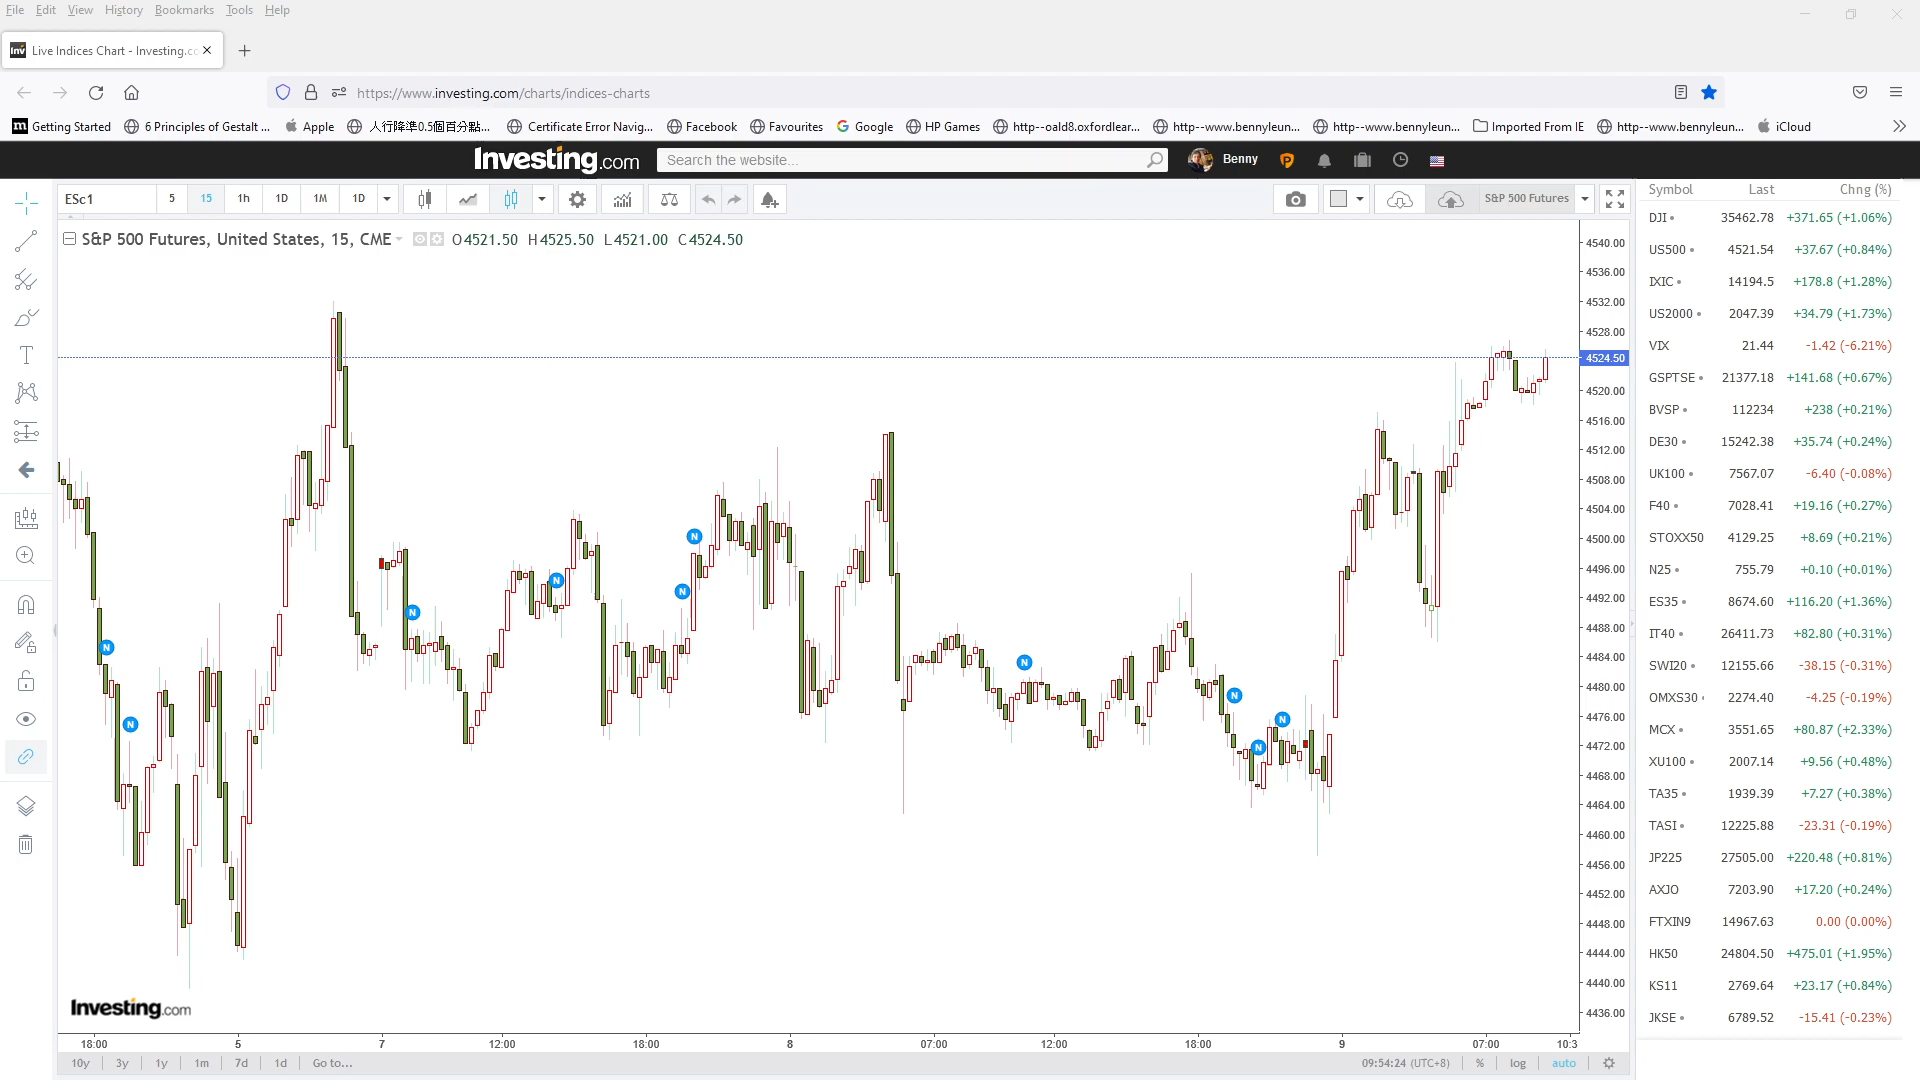 File Edit View History Bookmarks Tools Help
Live Indices Chart - Investing.co
https://www.investing.com/charts/indices-charts
Getting Started 6 Principles of Gestalt ... Apple 人行降準0.5個百分點... Certificate Error Navig... Facebook Favourites Google HP Games http--oald8.oxfordlear... http--www.bennyleun... http--www.bennyleun... Imported From IE http--www.bennyleun... iCloud
Investing.com Search the website... Benny
ESc1 5 15 1h 1D 1M 1D S&P 500 Futures
S&P 500 Futures, United States, 15, CME O4521.50 H4525.50 L4521.00 C4524.50
4540.00
4536.00
4532.00
4528.00
4524.50
4520.00
4516.00
4512.00
4508.00
4504.00
4500.00
4496.00
4492.00
4488.00
4484.00
4480.00
4476.00
4472.00
4468.00
4464.00
4460.00
4456.00
4452.00
4448.00
4444.00
4440.00
4436.00
N
N
N
N
N
N
N
N
N
N
Investing.com
18:00 5 7 12:00 18:00 8 07:00 12:00 18:00 9 07:00 10:3
10y 3y 1y 1m 7d 1d Go to... 09:54:24 (UTC+8) % log auto
Symbol Last Chng (%)
DJI 35462.78 +371.65 (+1.06%)
US500 4521.54 +37.67 (+0.84%)
IXIC 14194.5 +178.8 (+1.28%)
US2000 2047.39 +34.79 (+1.73%)
VIX 21.44 -1.42 (-6.21%)
GSPTSE 21377.18 +141.68 (+0.67%)
BVSP 112234 +238 (+0.21%)
DE30 15242.38 +35.74 (+0.24%)
UK100 7567.07 -6.40 (-0.08%)
F40 7028.41 +19.16 (+0.27%)
STOXX50 4129.25 +8.69 (+0.21%)
N25 755.79 +0.10 (+0.01%)
ES35 8674.60 +116.20 (+1.36%)
IT40 26411.73 +82.80 (+0.31%)
SWI20 12155.66 -38.15 (-0.31%)
OMXS30 2274.40 -4.25 (-0.19%)
MCX 3551.65 +80.87 (+2.33%)
XU100 2007.14 +9.56 (+0.48%)
TA35 1939.39 +7.27 (+0.38%)
TASI 12225.88 -23.31 (-0.19%)
JP225 27505.00 +220.48 (+0.81%)
AXJO 7203.90 +17.20 (+0.24%)
FTXIN9 14967.63 0.00 (0.00%)
HK50 24804.50 +475.01 (+1.95%)
KS11 2769.64 +23.17 (+0.84%)
JKSE 6789.52 -15.41 (-0.23%)